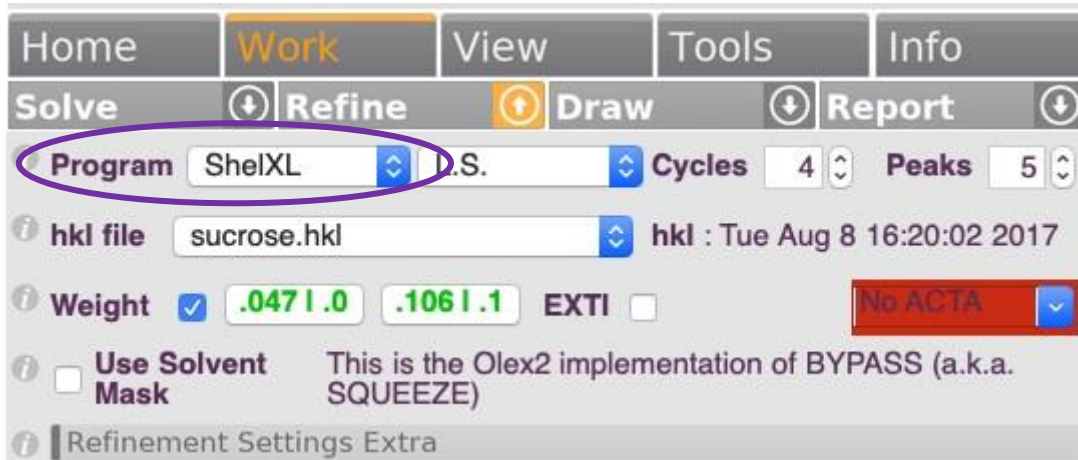 Home Work View Tools Info
Solve Refine Draw Report
Program ShelXL L.S. Cycles 4 Peaks 5
hkl file sucrose.hkl hkl : Tue Aug 8 16:20:02 2017
Weight .047 | .0 .106 | .1 EXTI No ACTA
Use Solvent Mask This is the Olex2 implementation of BYPASS (a.k.a. SQUEEZE)
Refinement Settings Extra